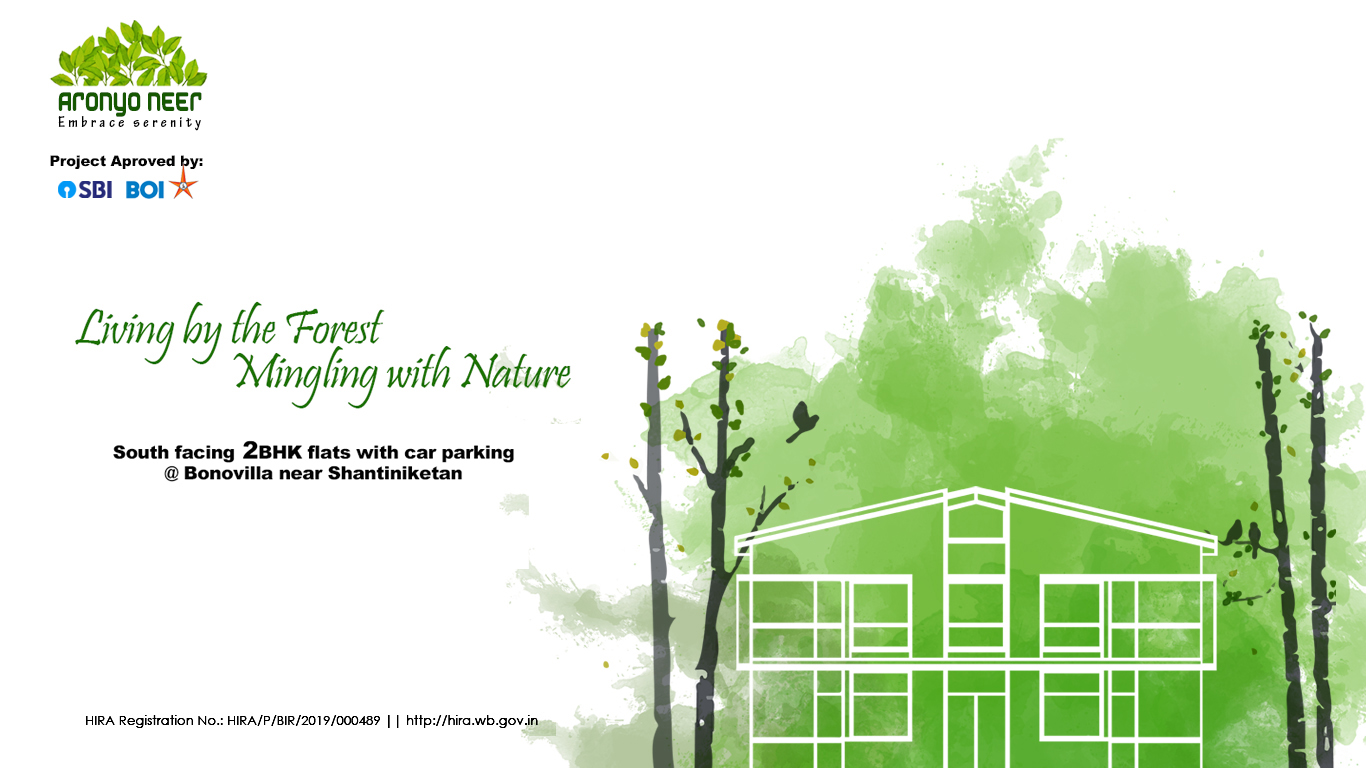 ARONYO NEER
Embrace serenity
Project Aproved by:
SBI BOI
Living by the Forest
Mingling with Nature
South facing 2BHK flats with car parking
@ Bonovilla near Shantiniketan
HIRA Registration No.: HIRA/P/BIR/2019/000489 || http://hira.wb.gov.in